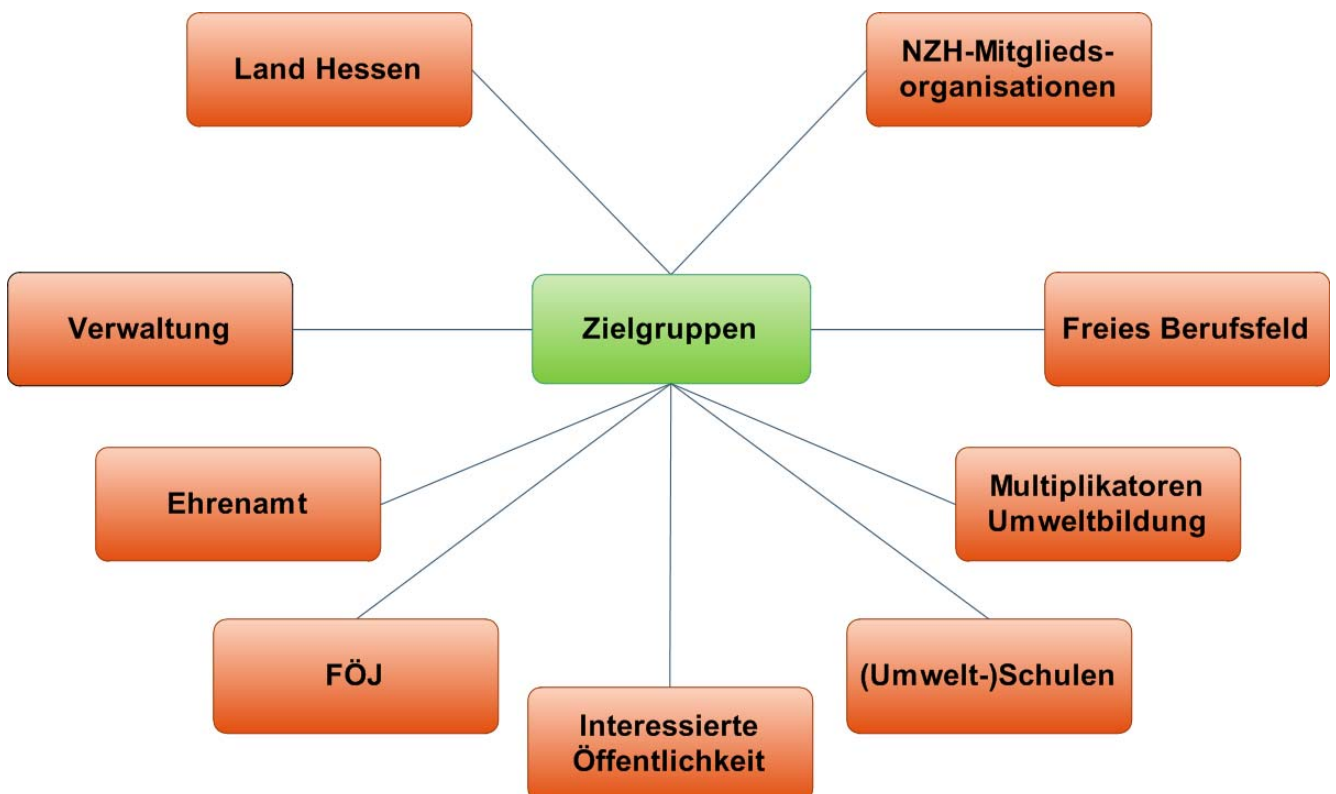 Land Hessen
NZH-Mitglieds-
organisationen
Verwaltung
Zielgruppen
Freies Berufsfeld
Ehrenamt
Multiplikatoren
Umweltbildung
FÖJ
(Umwelt-)Schulen
Interessierte
Öffentlichkeit